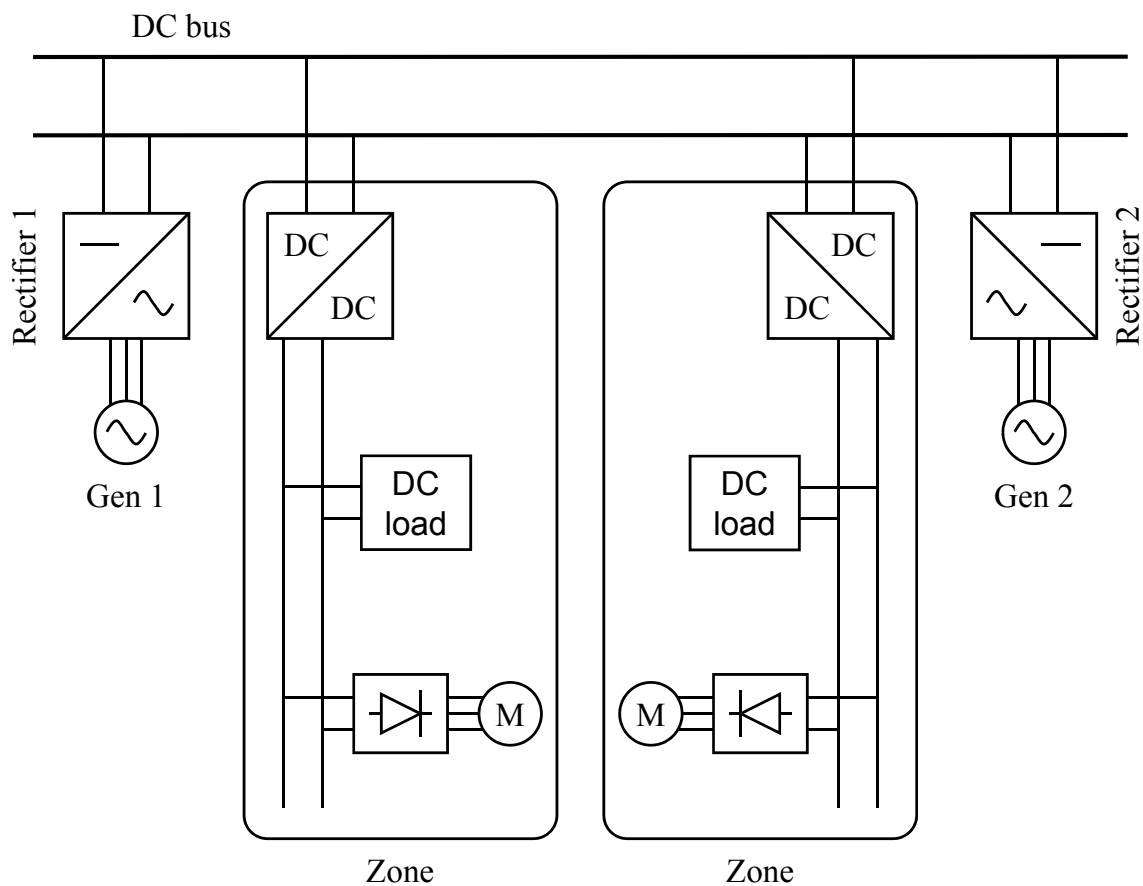 DC bus
Rectifier 1
DC
DC
DC
DC
Rectifier 2
Gen 1
DC
load
DC
load
Gen 2
M
M
Zone
Zone